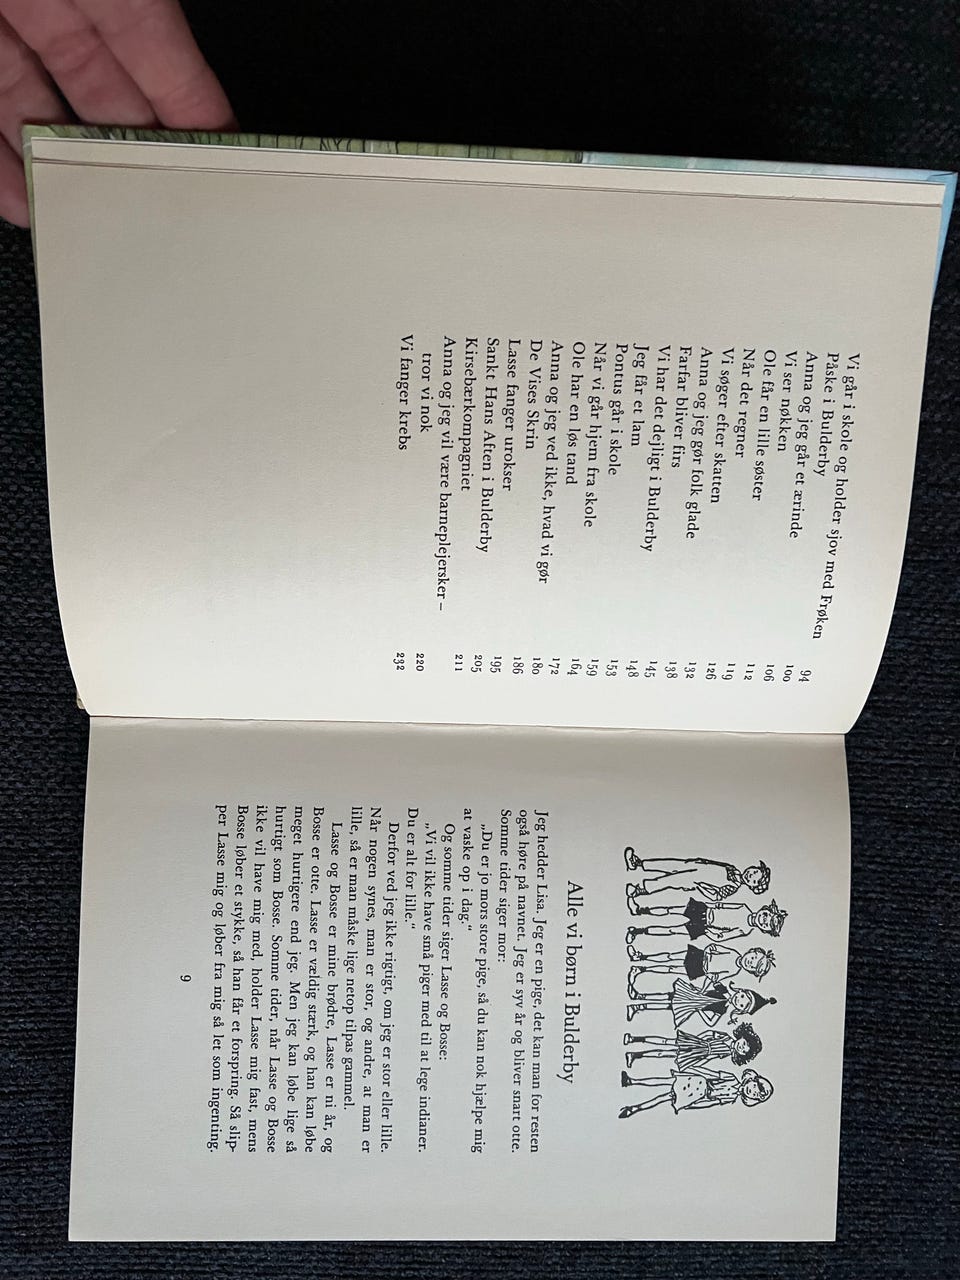 Vi går i skole og holder sjov med Frøken 94
Påske i Bulderby 100
Anna og jeg går et ærinde 106
Vi ser nøkken 112
Ole får en lille søster 119
Når det regner 126
Vi søger efter skatten 132
Anna og jeg gør folk glade 138
Farfar bliver firs 145
Vi har det dejligt i Bulderby 148
Jeg får et lam 153
Pontus går i skole 159
Når vi går hjem fra skole 164
Ole har en løs tand 172
Anna og jeg ved ikke, hvad vi gør 180
De Vises Skrin 186
Lasse fanger urokser 195
Sankt Hans Aften i Bulderby 205
Kirsebærkompagniet 211
Anna og jeg vil være barneplejersker –
tror vi nok 220
Vi fanger krebs 232
Alle vi børn i Bulderby
Jeg hedder Lisa. Jeg er en pige, det kan man for resten
også høre på navnet. Jeg er syv år og bliver snart otte.
Somme tider siger mor:
„Du er jo mors store pige, så du kan nok hjælpe mig
at vaske op i dag.“
Og somme tider siger Lasse og Bosse:
„Vi vil ikke have små piger med til at lege indianer.
Du er alt for lille.“
Derfor ved jeg ikke rigtigt, om jeg er stor eller lille.
Når nogen synes, man er stor, og andre, at man er
lille, så er man måske lige netop tilpas gammel.
Lasse og Bosse er mine brødre, Lasse er ni år, og
Bosse er otte. Lasse er vældig stærk, og han kan løbe
meget hurtigere end jeg. Men jeg kan løbe lige så
hurtigt som Bosse. Somme tider, når Lasse og Bosse
ikke vil have mig med, holder Lasse mig fast, mens
Bosse løber et stykke, så han får et forspring. Så slip-
per Lasse mig og løber fra mig så let som ingenting.
9